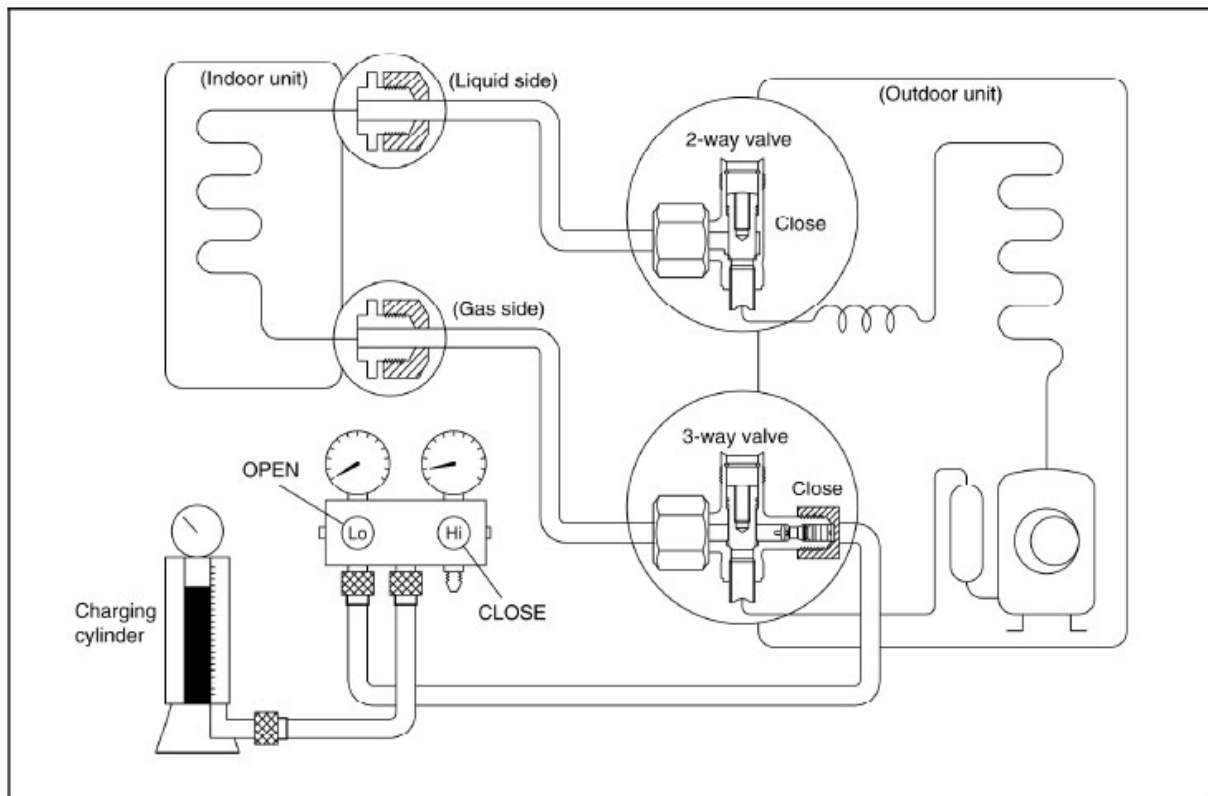 (Indoor unit)
(Liquid side)
(Outdoor unit)
2-way valve
Close
(Gas side)
3-way valve
Close
OPEN
Lo
Hi
CLOSE
Charging
cylinder